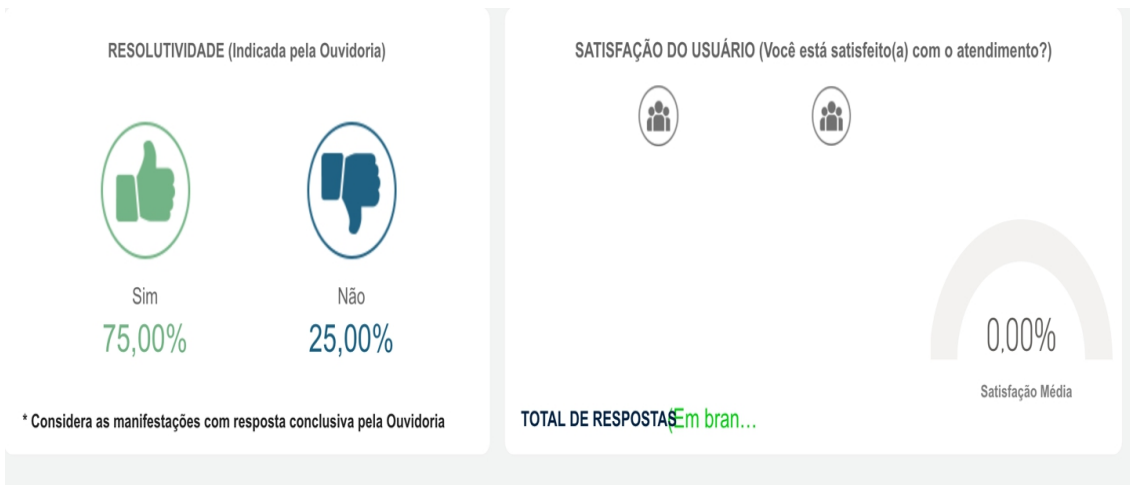 RESOLUTIVIDADE (Indicada pela Ouvidoria)
Sim
75,00%
Não
25,00%
* Considera as manifestações com resposta conclusiva pela Ouvidoria
SATISFAÇÃO DO USUÁRIO (Você está satisfeito(a) com o atendimento?)
0,00%
Satisfação Média
TOTAL DE RESPOSTAS (Em bran…